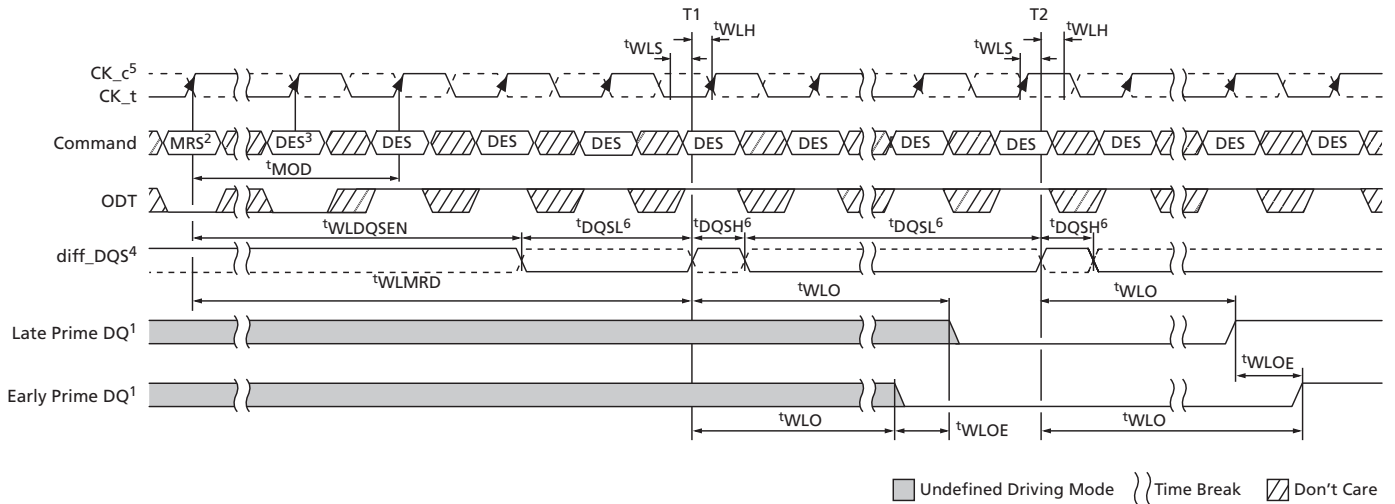 T1 T2
tWLH tWLH
tWLS tWLS
CK_c5
CK_t
Command MRS2 DES3 DES DES DES DES DES DES DES DES DES DES
tMOD
ODT
tWLDQSEN tDQSL6 tDQSH6 tDQSL6 tDQSH6
diff_DQS4
tWLMRD tWLO tWLO
Late Prime DQ1
tWLOE
Early Prime DQ1
tWLO tWLOE tWLO
Undefined Driving Mode Time Break Don't Care